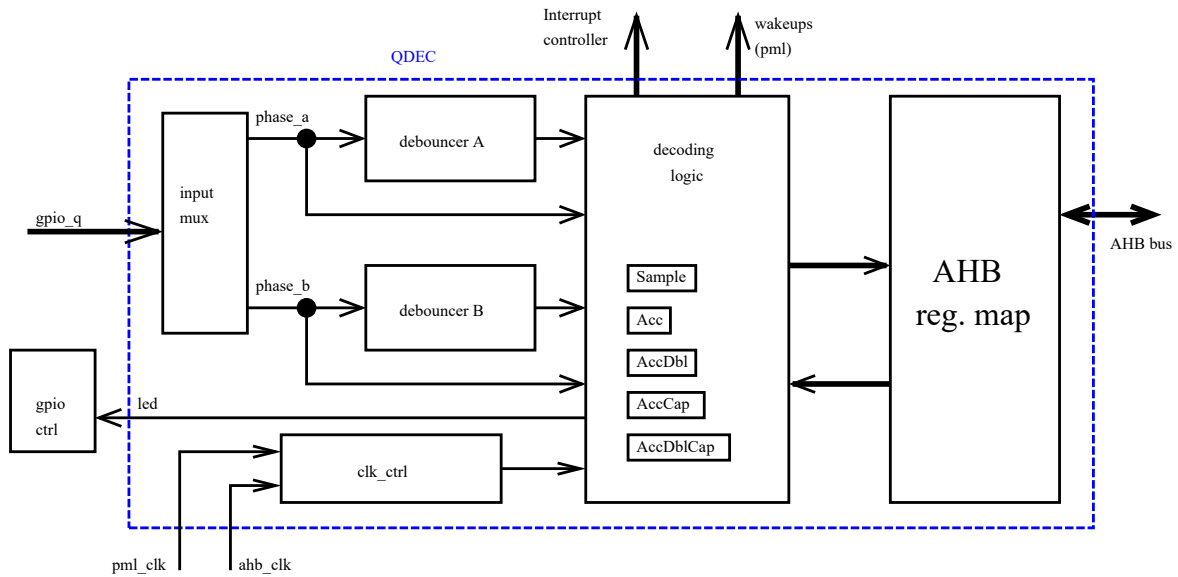 Interrupt
controller
wakeups
(pml)
QDEC
phase_a
debouncer A
decoding
logic
input
mux
gpio_q
AHB bus
phase_b
debouncer B
Sample
Acc
AccDbl
AccCap
AccDblCap
AHB
reg. map
gpio
ctrl
led
clk_ctrl
pml_clk
ahb_clk